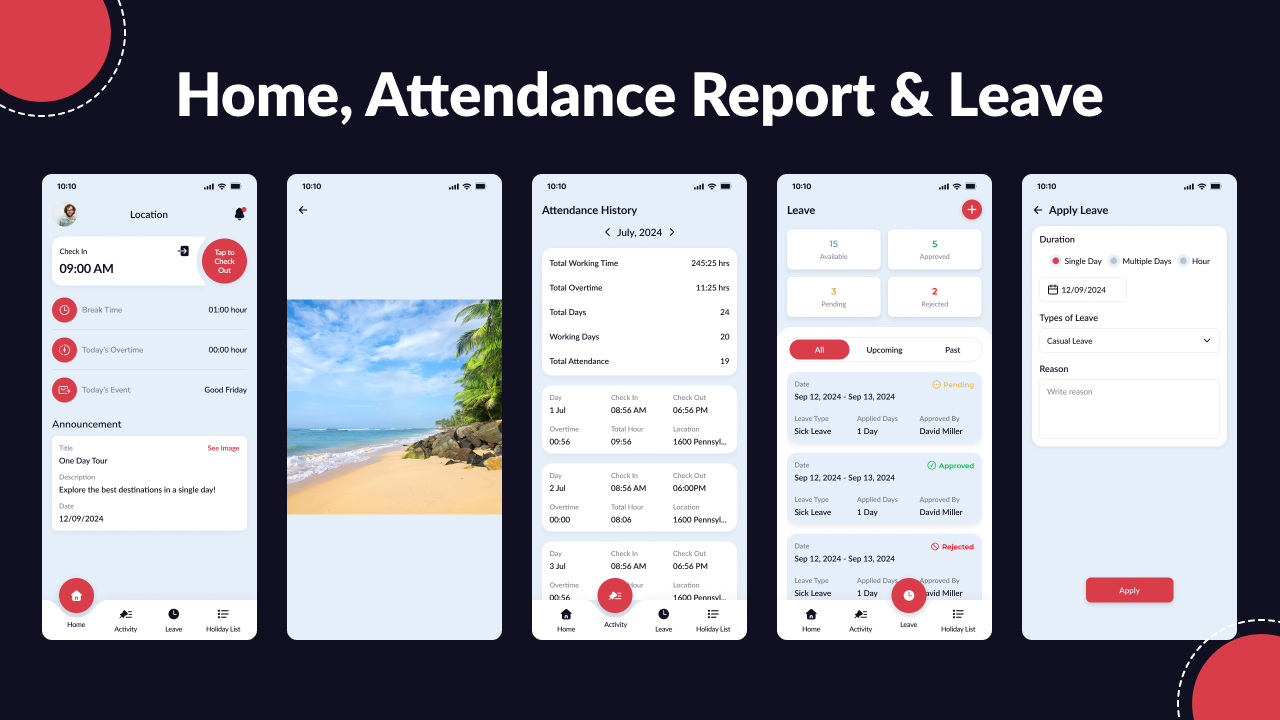 Home, Attendance Report & Leave
10:10
Location
Check In
09:00 AM
Tap to
Check
Out
Break Time 01:00 hour
Today's Overtime 00:00 hour
Today's Event Good Friday
Announcement
Title See Image
One Day Tour
Description
Explore the best destinations in a single day!
Date
12/09/2024
Home Activity Leave Holiday List
10:10
10:10
Attendance History
July, 2024
Total Working Time 245:25 hrs
Total Overtime 11:25 hrs
Total Days 24
Working Days 20
Total Attendance 19
Day Check In Check Out
1 Jul 08:56 AM 06:56 PM
Overtime Total Hour Location
00:56 09:56 1600 Pennsyl...
Day Check In Check Out
2 Jul 08:56 AM 06:00PM
Overtime Total Hour Location
00:00 08:06 1600 Pennsyl...
Day Check In Check Out
3 Jul 08:56 AM 06:56 PM
Overtime Hour Location
00:56 1600 Pennsyl...
Home Activity Leave Holiday List
10:10
Leave
15 5
Available Approved
3 2
Pending Rejected
All Upcoming Past
Date Pending
Sep 12, 2024 - Sep 13, 2024
Leave Type Applied Days Approved By
Sick Leave 1 Day David Miller
Date Approved
Sep 12, 2024 - Sep 13, 2024
Leave Type Applied Days Approved By
Sick Leave 1 Day David Miller
Date Rejected
Sep 12, 2024 - Sep 13, 2024
Leave Type Applied Days Approved By
Sick Leave 1 Day David Miller
Home Activity Leave Holiday List
10:10
Apply Leave
Duration
Single Day Multiple Days Hour
12/09/2024
Types of Leave
Casual Leave
Reason
Write reason
Apply